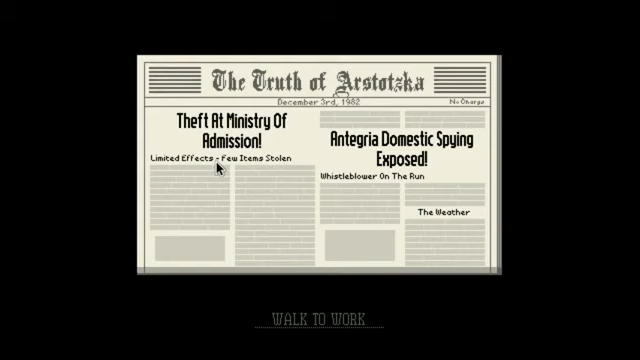 The Truth of Arstotzka
December 3rd, 1982
No Charge
Theft At Ministry Of
Admission!
Limited Effects - Few Items Stolen
Antegria Domestic Spying
Exposed!
Whistleblower On The Run
The Weather
WALK TO WORK